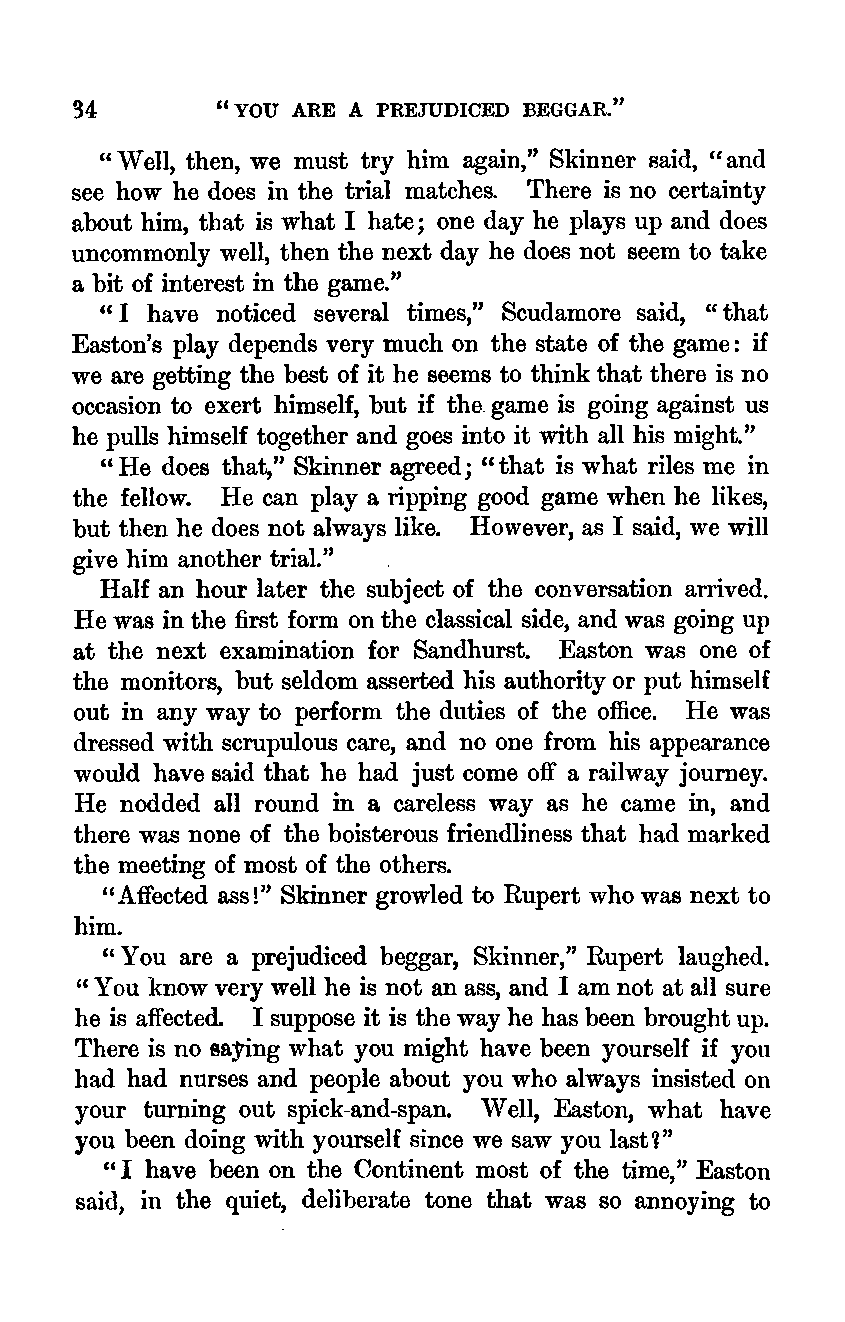 34 “YOU ARE A PREJUDICED BEGGAR.”
“Well, then, we must try him again,” Skinner said, “and
see how he does in the trial matches. There is no certainty
about him, that is what I hate; one day he plays up and does
uncommonly well, then the next day he does not seem to take
a bit of interest in the game.”
“I have noticed several times,” Scudamore said, “that
Easton's play depends very much on the state of the game: if
we are getting the best of it he seems to think that there is no
occasion to exert himself, but if the game is going against us
he pulls himself together and goes into it with all his might.”
“He does that,” Skinner agreed; “that is what riles me in
the fellow. He can play a ripping good game when he likes,
but then he does not always like. However, as I said, we will
give him another trial.”
Half an hour later the subject of the conversation arrived.
He was in the first form on the classical side, and was going up
at the next examination for Sandhurst. Easton was one of
the monitors, but seldom asserted his authority or put himself
out in any way to perform the duties of the office. He was
dressed with scrupulous care, and no one from his appearance
would have said that he had just come off a railway journey.
He nodded all round in a careless way as he came in, and
there was none of the boisterous friendliness that had marked
the meeting of most of the others.
“Affected ass!” Skinner growled to Rupert who was next to
him.
“You are a prejudiced beggar, Skinner,” Rupert laughed.
“You know very well he is not an ass, and I am not at all sure
he is affected. I suppose it is the way he has been brought up.
There is no saying what you might have been yourself if you
had had nurses and people about you who always insisted on
your turning out spick-and-span. Well, Easton, what have
you been doing with yourself since we saw you last?”
“I have been on the Continent most of the time,” Easton
said, in the quiet, deliberate tone that was so annoying to